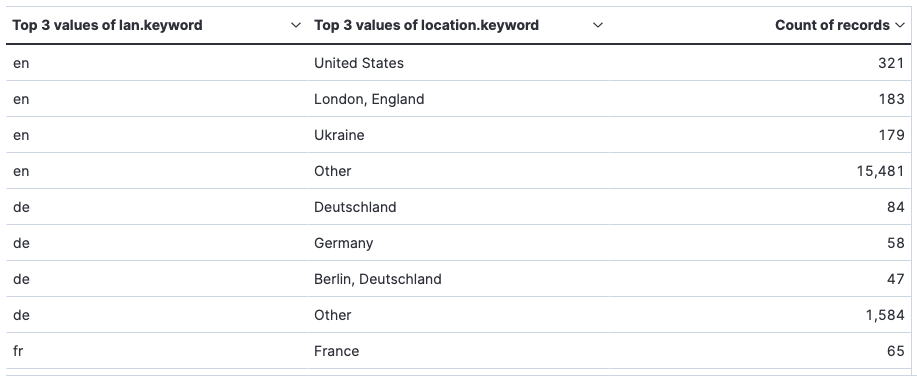 Top 3 values of lan.keyword Top 3 values of location.keyword Count of records
en United States 321
en London, England 183
en Ukraine 179
en Other 15,481
de Deutschland 84
de Germany 58
de Berlin, Deutschland 47
de Other 1,584
fr France 65